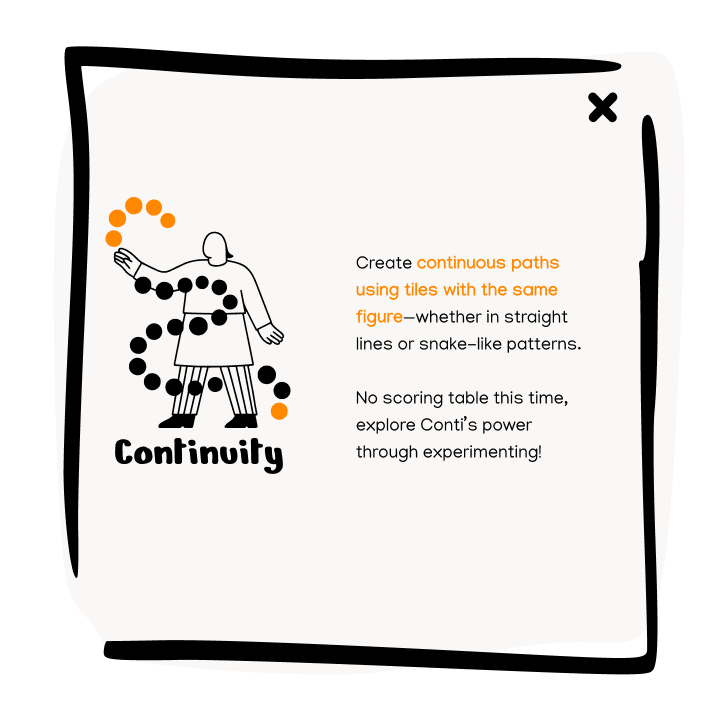 Create continuous paths
using tiles with the same
figure—whether in straight
lines or snake-like patterns.
No scoring table this time,
explore Conti's power
through experimenting!
Continuity